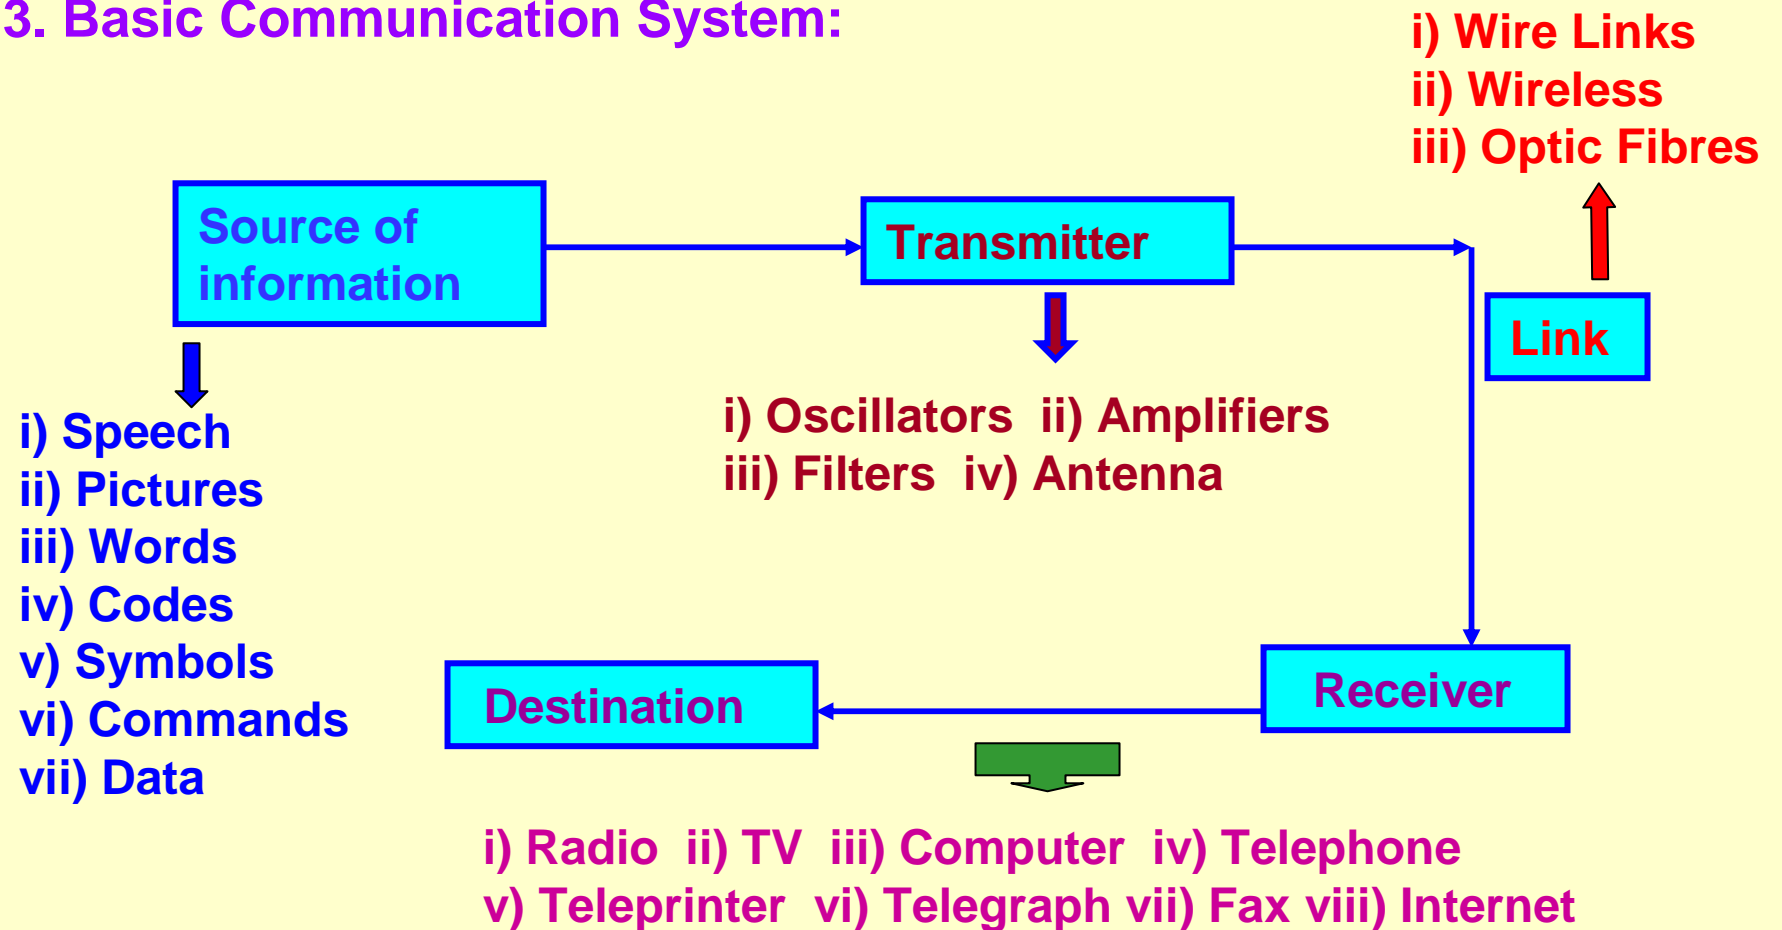 3. Basic Communication System:
i) Wire Links
ii) Wireless
iii) Optic Fibres
Source of
information
Transmitter
Link
i) Speech
ii) Pictures
iii) Words
iv) Codes
v) Symbols
vi) Commands
vii) Data
i) Oscillators ii) Amplifiers
iii) Filters iv) Antenna
Receiver
Destination
i) Radio ii) TV iii) Computer iv) Telephone
v) Teleprinter vi) Telegraph vii) Fax viii) Internet